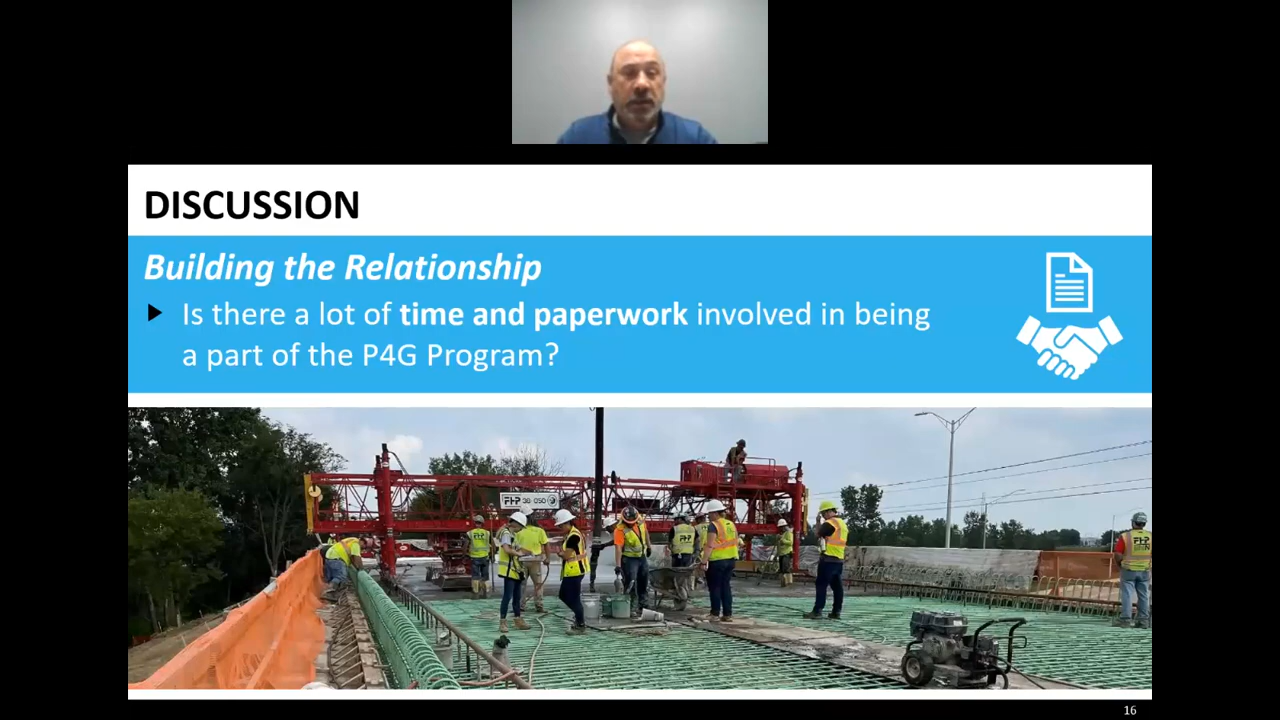 DISCUSSION
Building the Relationship
Is there a lot of time and paperwork involved in being
a part of the P4G Program?
16